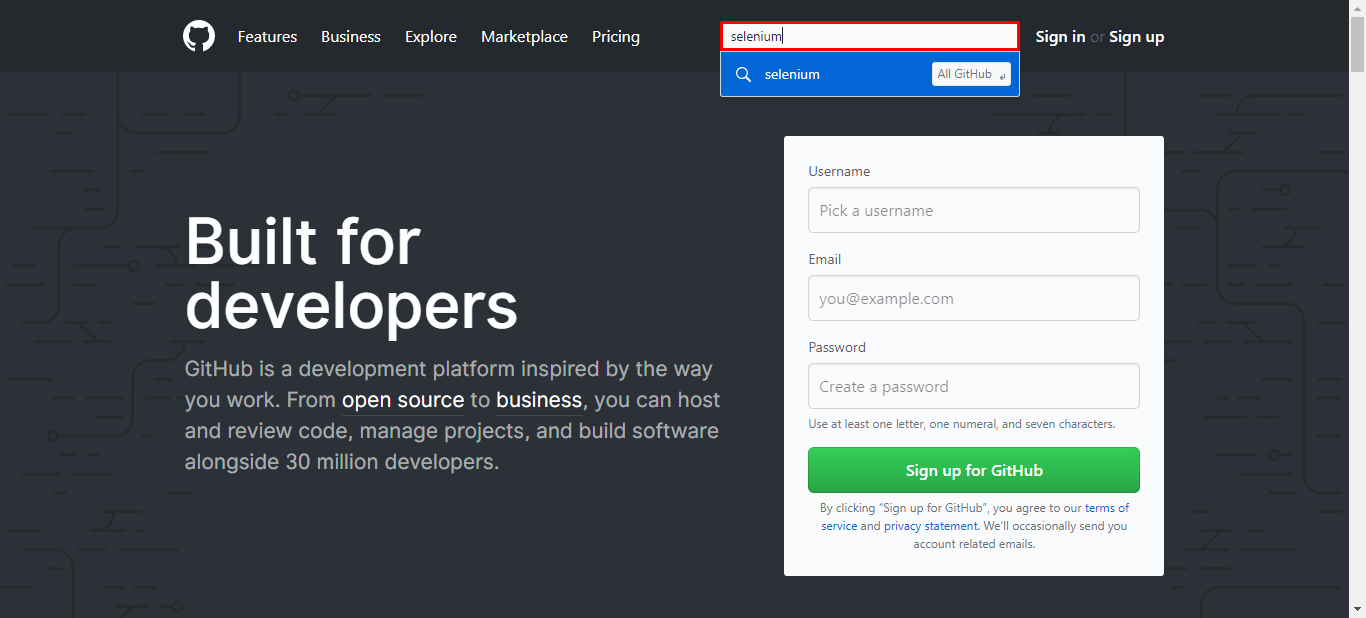 Features Business Explore Marketplace Pricing selenium Sign in or Sign up
selenium All GitHub ↵
Built for
developers
GitHub is a development platform inspired by the way
you work. From open source to business, you can host
and review code, manage projects, and build software
alongside 30 million developers.
Username
Pick a username
Email
you@example.com
Password
Create a password
Use at least one letter, one numeral, and seven characters.
Sign up for GitHub
By clicking “Sign up for GitHub”, you agree to our terms of
service and privacy statement. We’ll occasionally send you
account related emails.